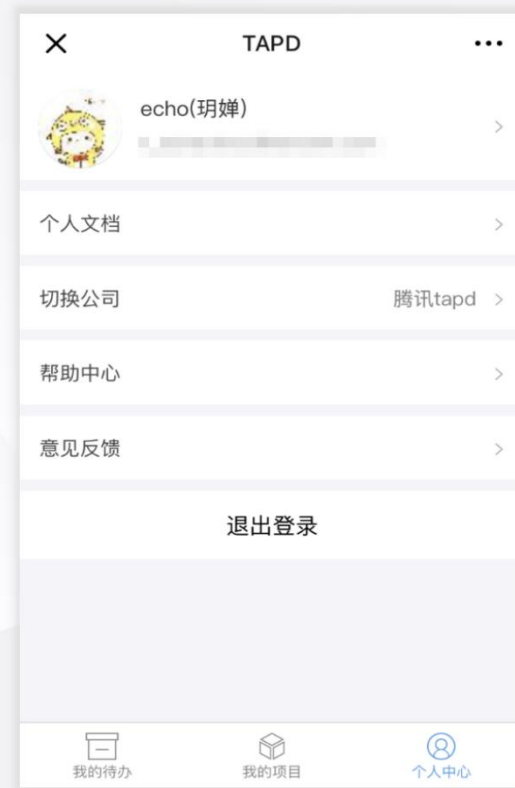 TAPD
echo(玥婵)
个人文档
切换公司 腾讯tapd
帮助中心
意见反馈
退出登录
我的待办 我的项目 个人中心